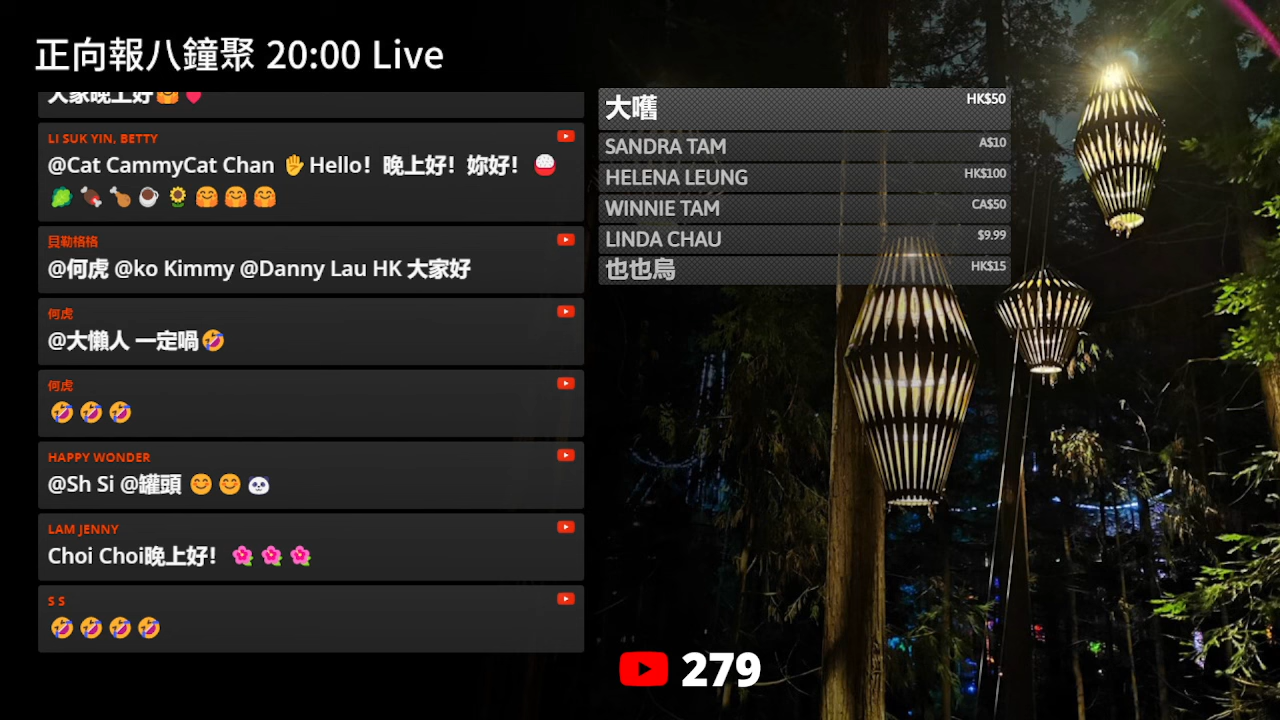 正向報八鐘聚 20:00 Live
大家晚上好🤗♥️
LI SUK YIN, BETTY
@Cat CammyCat Chan ✋Hello！晚上好！妳好！ 🍚
🥦🍖🍗☕🌻🤗🤗🤗
貝勒格格
@何虎 @ko Kimmy @Danny Lau HK 大家好
何虎
@大懶人 一定喎🤣
何虎
🤣🤣🤣
HAPPY WONDER
@Sh Si @罐頭 😊😊🐼
LAM JENNY
Choi Choi晚上好！ 🌺🌺🌺
S S
🤣🤣🤣🤣
大嚿 HK$50
SANDRA TAM A$10
HELENA LEUNG HK$100
WINNIE TAM CA$50
LINDA CHAU $9.99
也也烏 HK$15
279